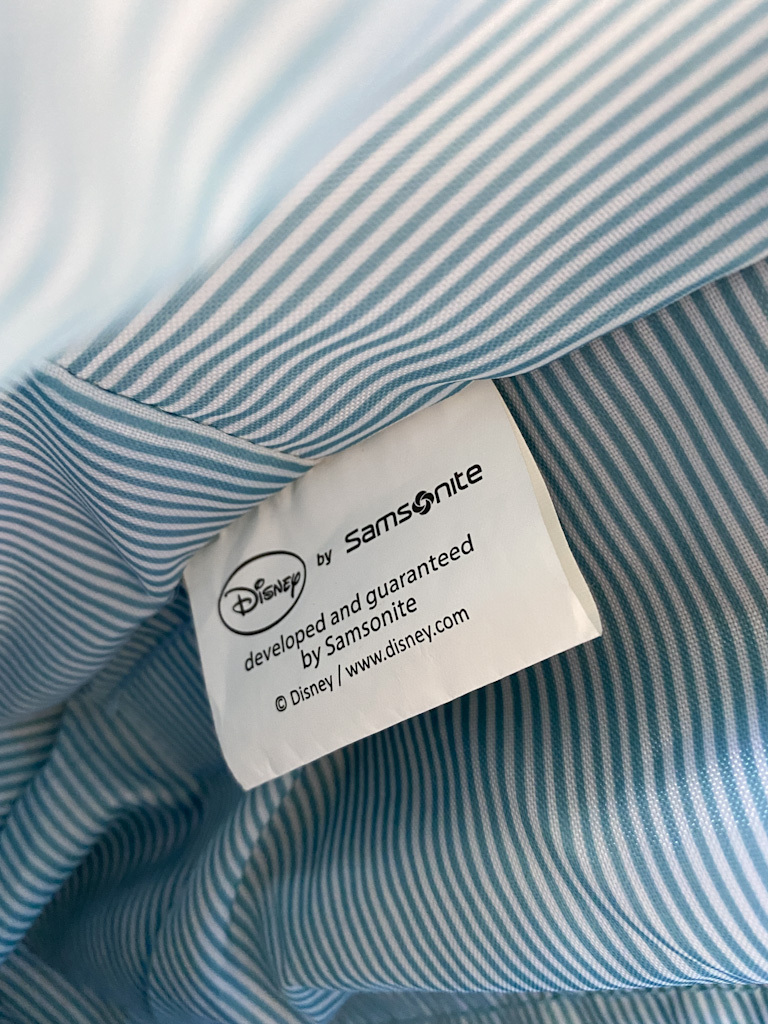 Disney by Samsonite
developed and guaranteed
by Samsonite
© Disney / www.disney.com